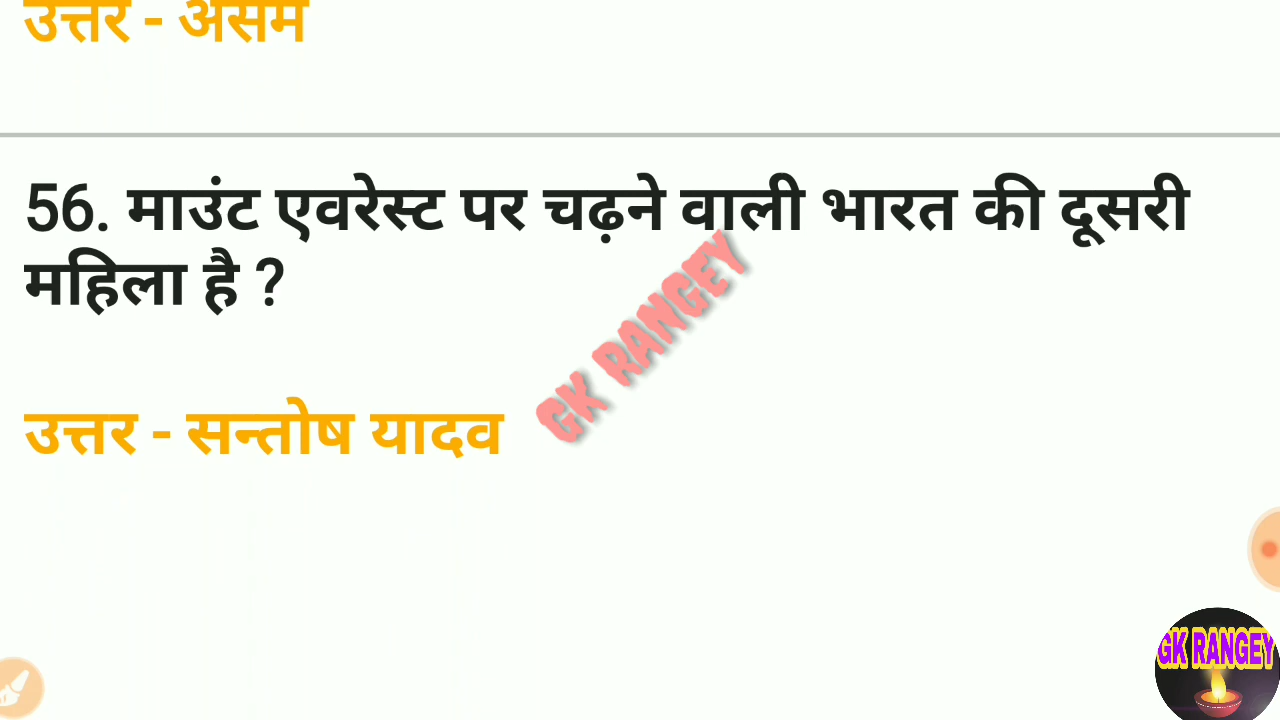 उत्तर - असम
56. माउंट एवरेस्ट पर चढ़ने वाली भारत की दूसरी
महिला है ?
GK RANGEY
उत्तर - सन्तोष यादव
GK RANGEY